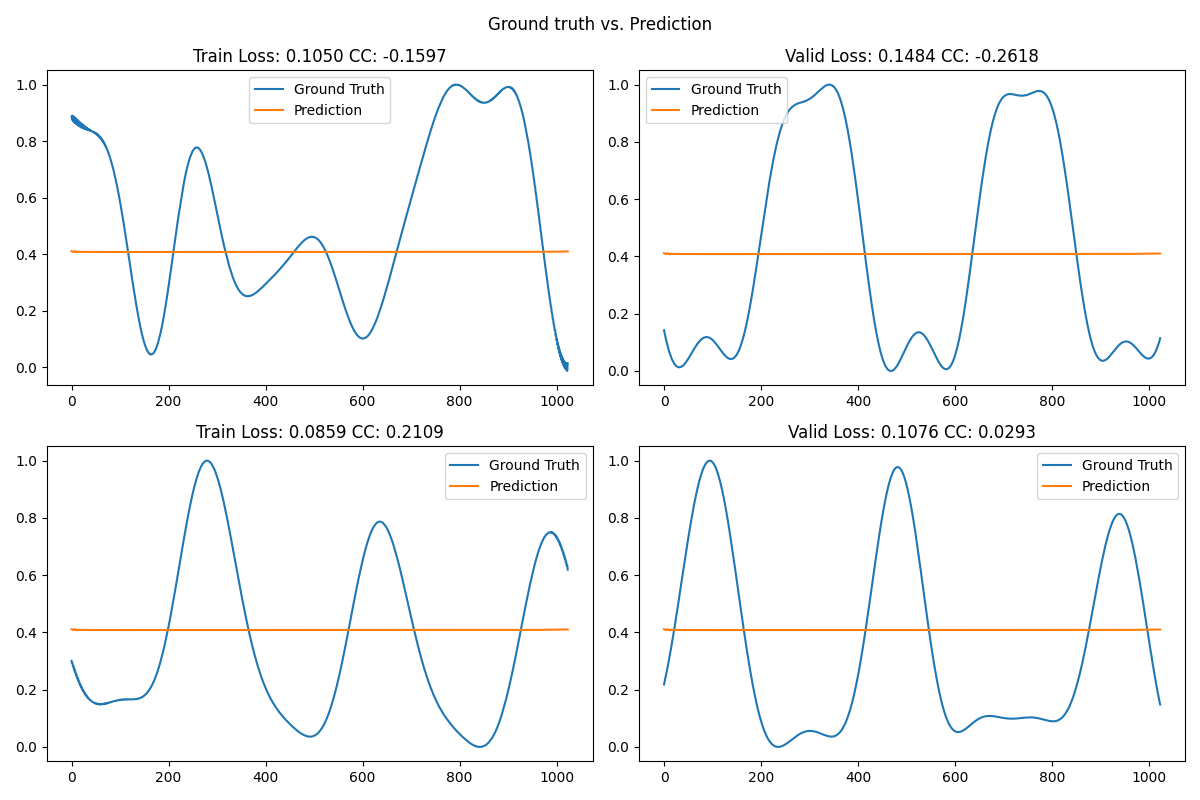 Ground truth vs. Prediction
Train Loss: 0.1050 CC: -0.1597
1.0
0.8
0.6
0.4
0.2
0.0
Ground Truth
Prediction
0 200 400 600 800 1000
Valid Loss: 0.1484 CC: -0.2618
1.0
0.8
0.6
0.4
0.2
0.0
Ground Truth
Prediction
0 200 400 600 800 1000
Train Loss: 0.0859 CC: 0.2109
1.0
0.8
0.6
0.4
0.2
0.0
Ground Truth
Prediction
0 200 400 600 800 1000
Valid Loss: 0.1076 CC: 0.0293
1.0
0.8
0.6
0.4
0.2
0.0
Ground Truth
Prediction
0 200 400 600 800 1000